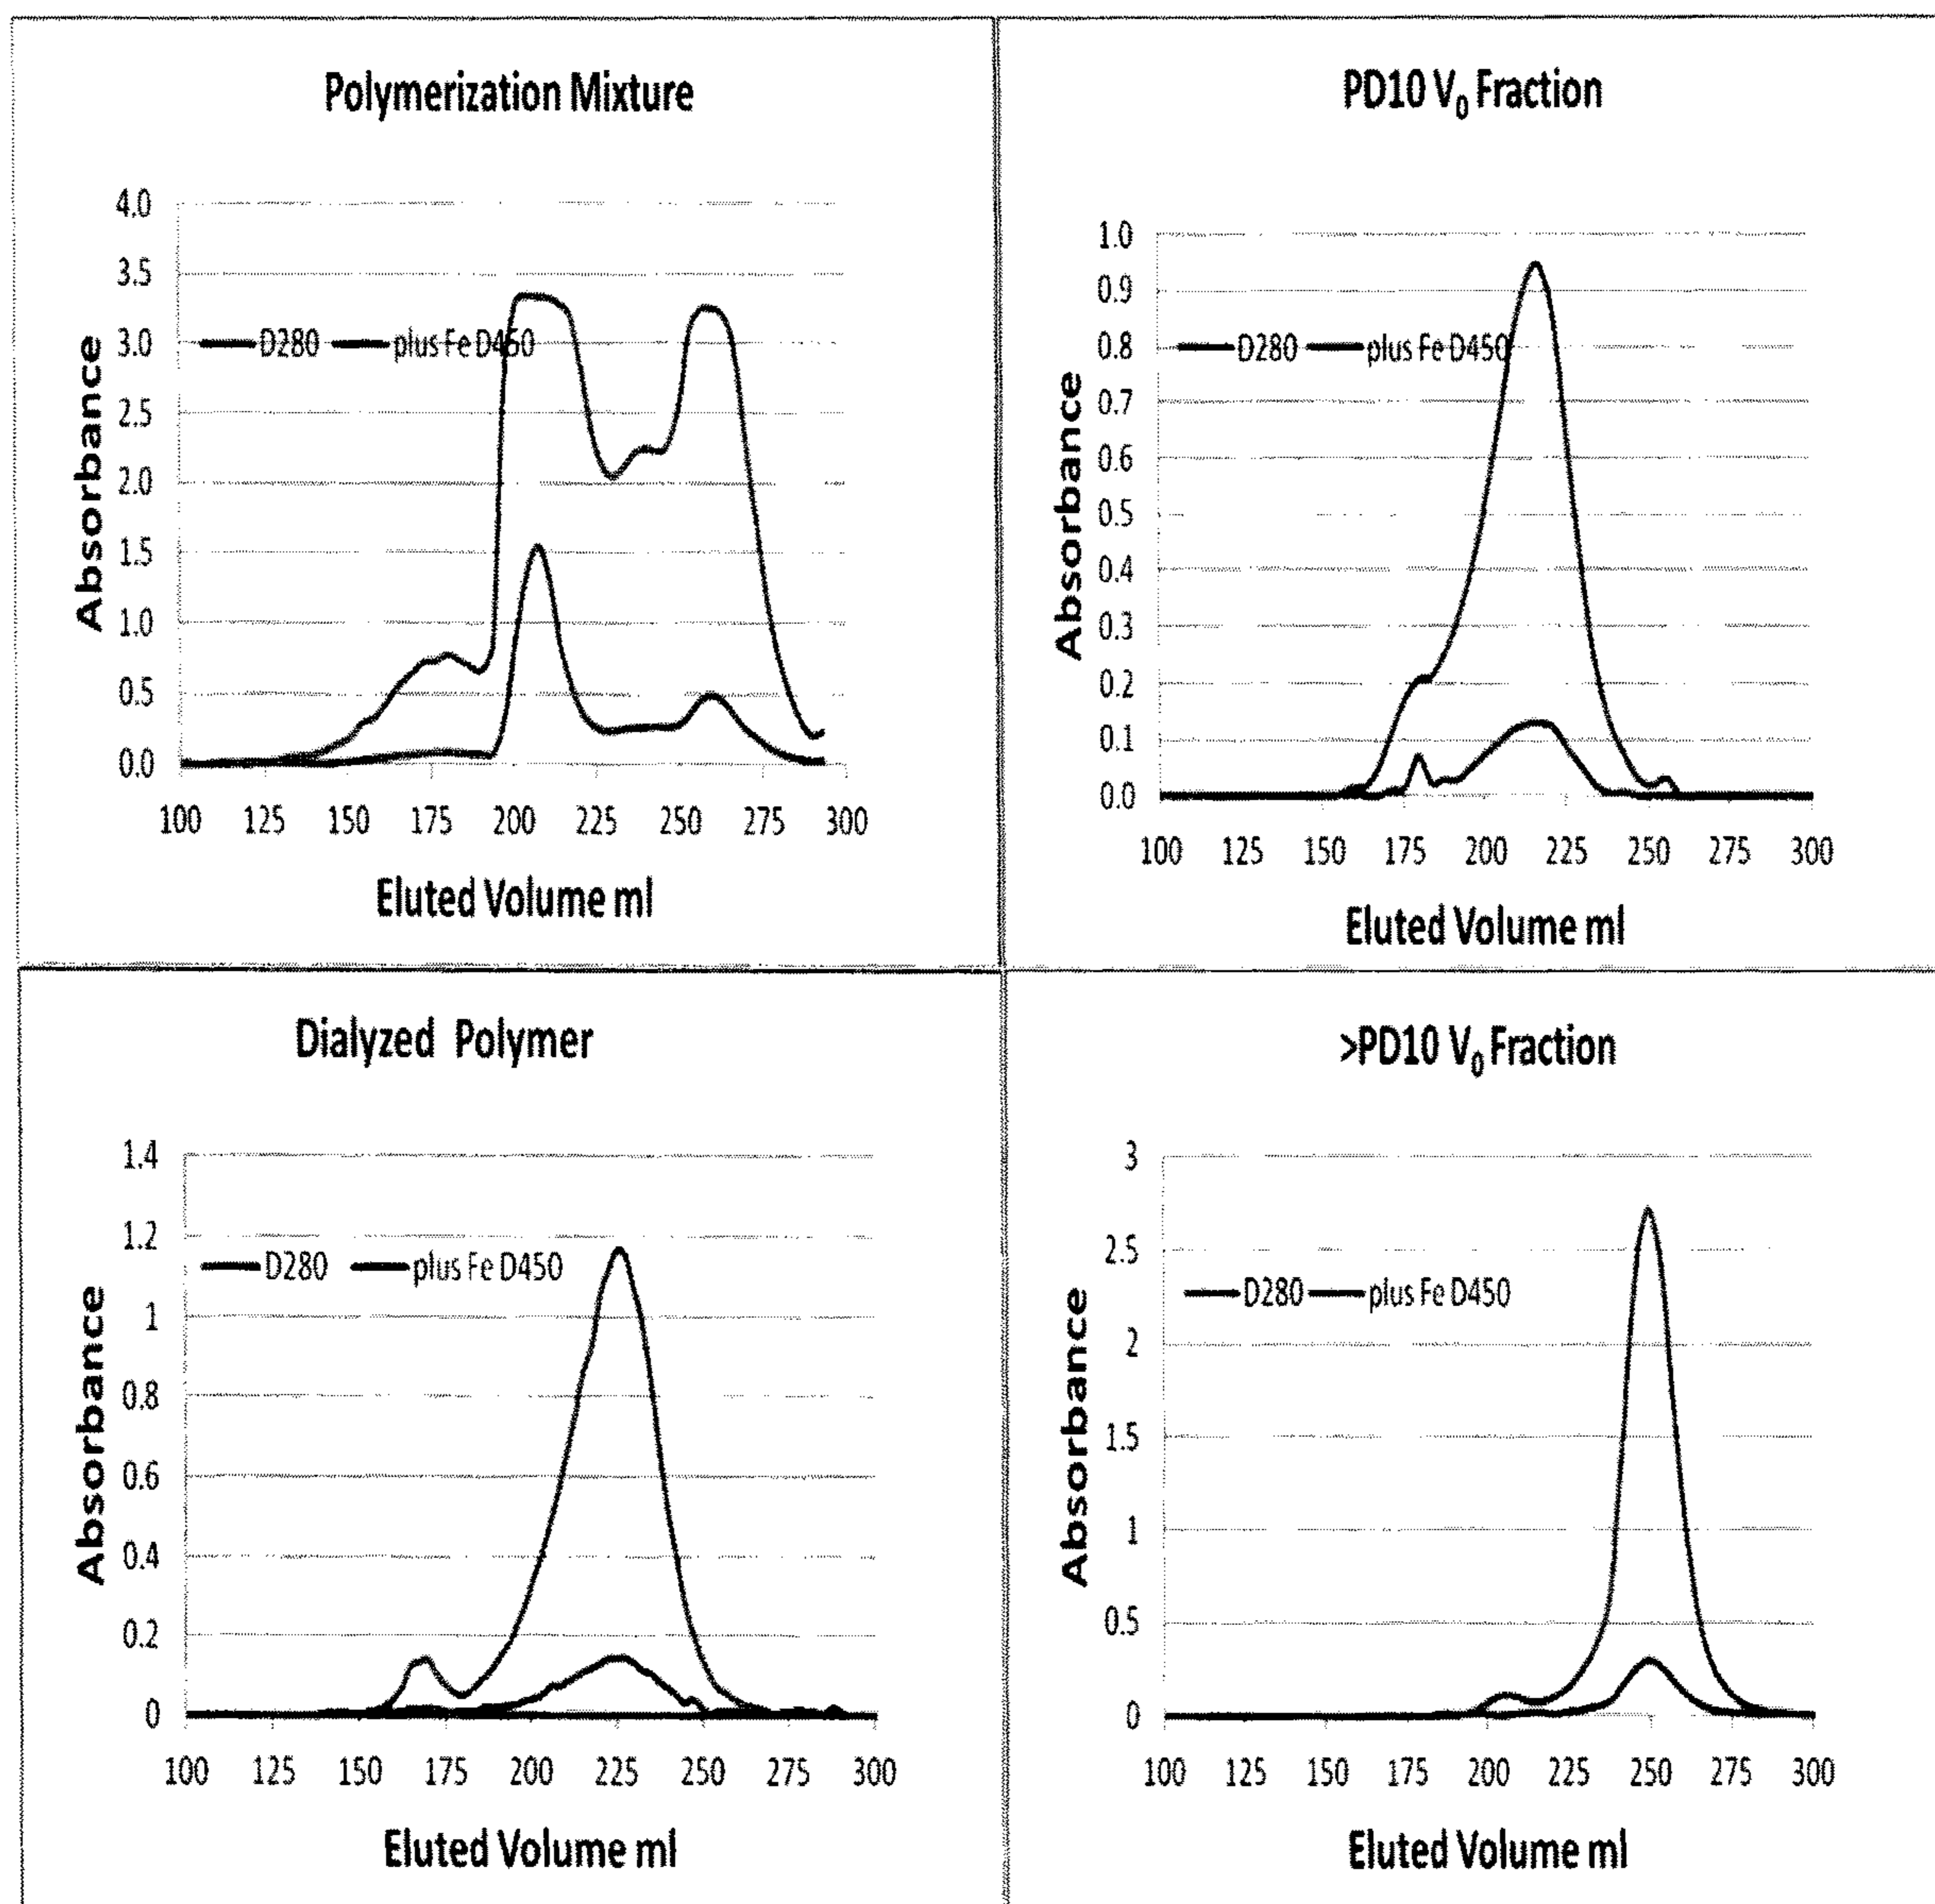 Polymerization Mixture
4.0
3.5
3.0
2.5
2.0
1.5
1.0
0.5
0.0
D280 plus Fe D450
Absorbance
100 125 150 175 200 225 250 275 300
Eluted Volume ml
PD10 V0 Fraction
1.0
0.9
0.8
0.7
0.6
0.5
0.4
0.3
0.2
0.1
0.0
D280 plus Fe D450
Absorbance
100 125 150 175 200 225 250 275 300
Eluted Volume ml
Dialyzed Polymer
1.4
1.2
1
0.8
0.6
0.4
0.2
0
D280 plus Fe D450
Absorbance
100 125 150 175 200 225 250 275 300
Eluted Volume ml
>PD10 V0 Fraction
3
2.5
2
1.5
1
0.5
0
D280 plus Fe D450
Absorbance
100 125 150 175 200 225 250 275 300
Eluted Volume ml